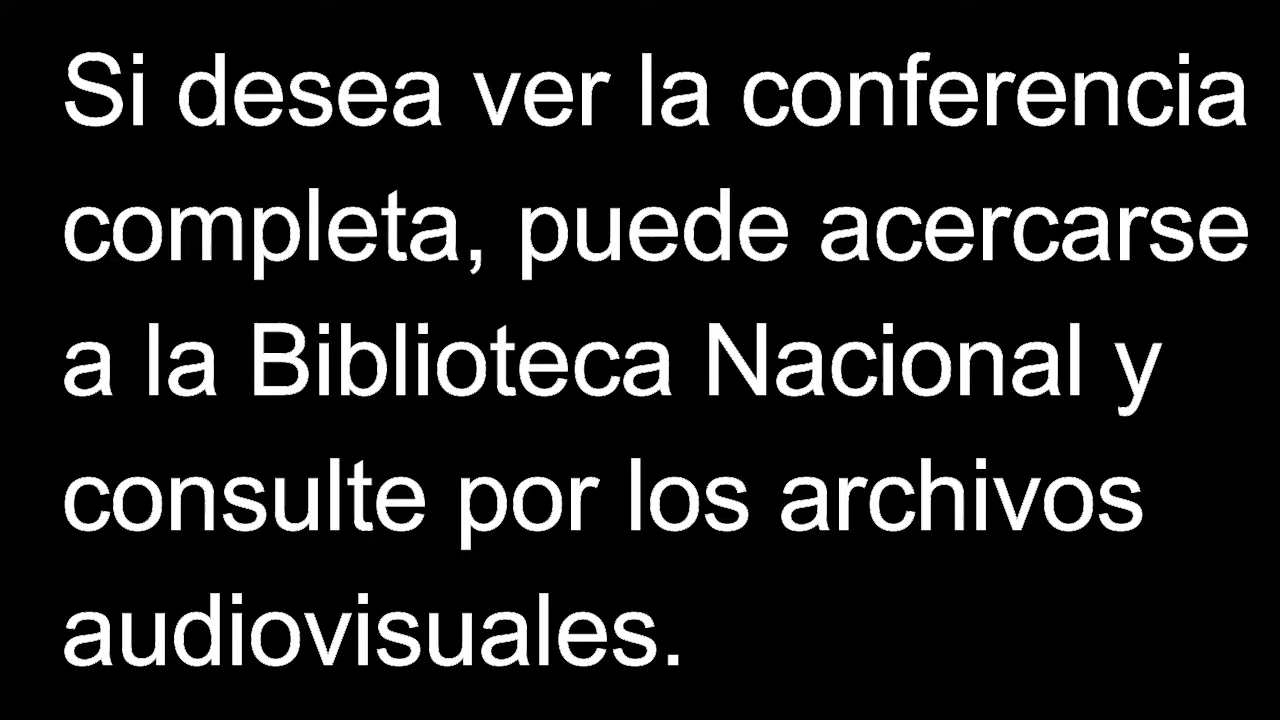 Si desea ver la conferencia
completa, puede acercarse
a la Biblioteca Nacional y
consulte por los archivos
audiovisuales.